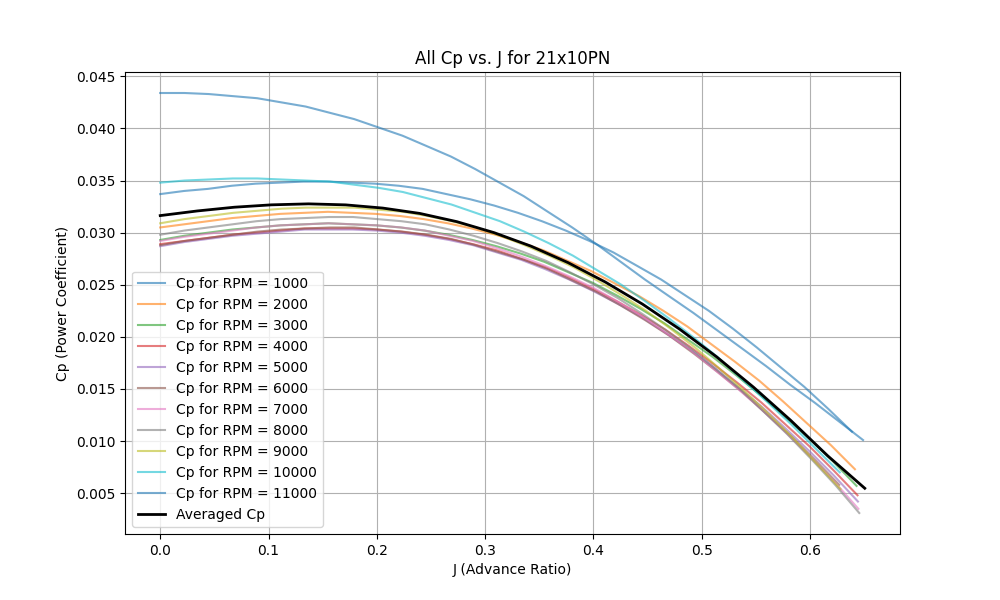 All Cp vs. J for 21x10PN
Cp (Power Coefficient)
0.045
0.040
0.035
0.030
0.025
0.020
0.015
0.010
0.005
Cp for RPM = 1000
Cp for RPM = 2000
Cp for RPM = 3000
Cp for RPM = 4000
Cp for RPM = 5000
Cp for RPM = 6000
Cp for RPM = 7000
Cp for RPM = 8000
Cp for RPM = 9000
Cp for RPM = 10000
Cp for RPM = 11000
Averaged Cp
0.0 0.1 0.2 0.3 0.4 0.5 0.6
J (Advance Ratio)